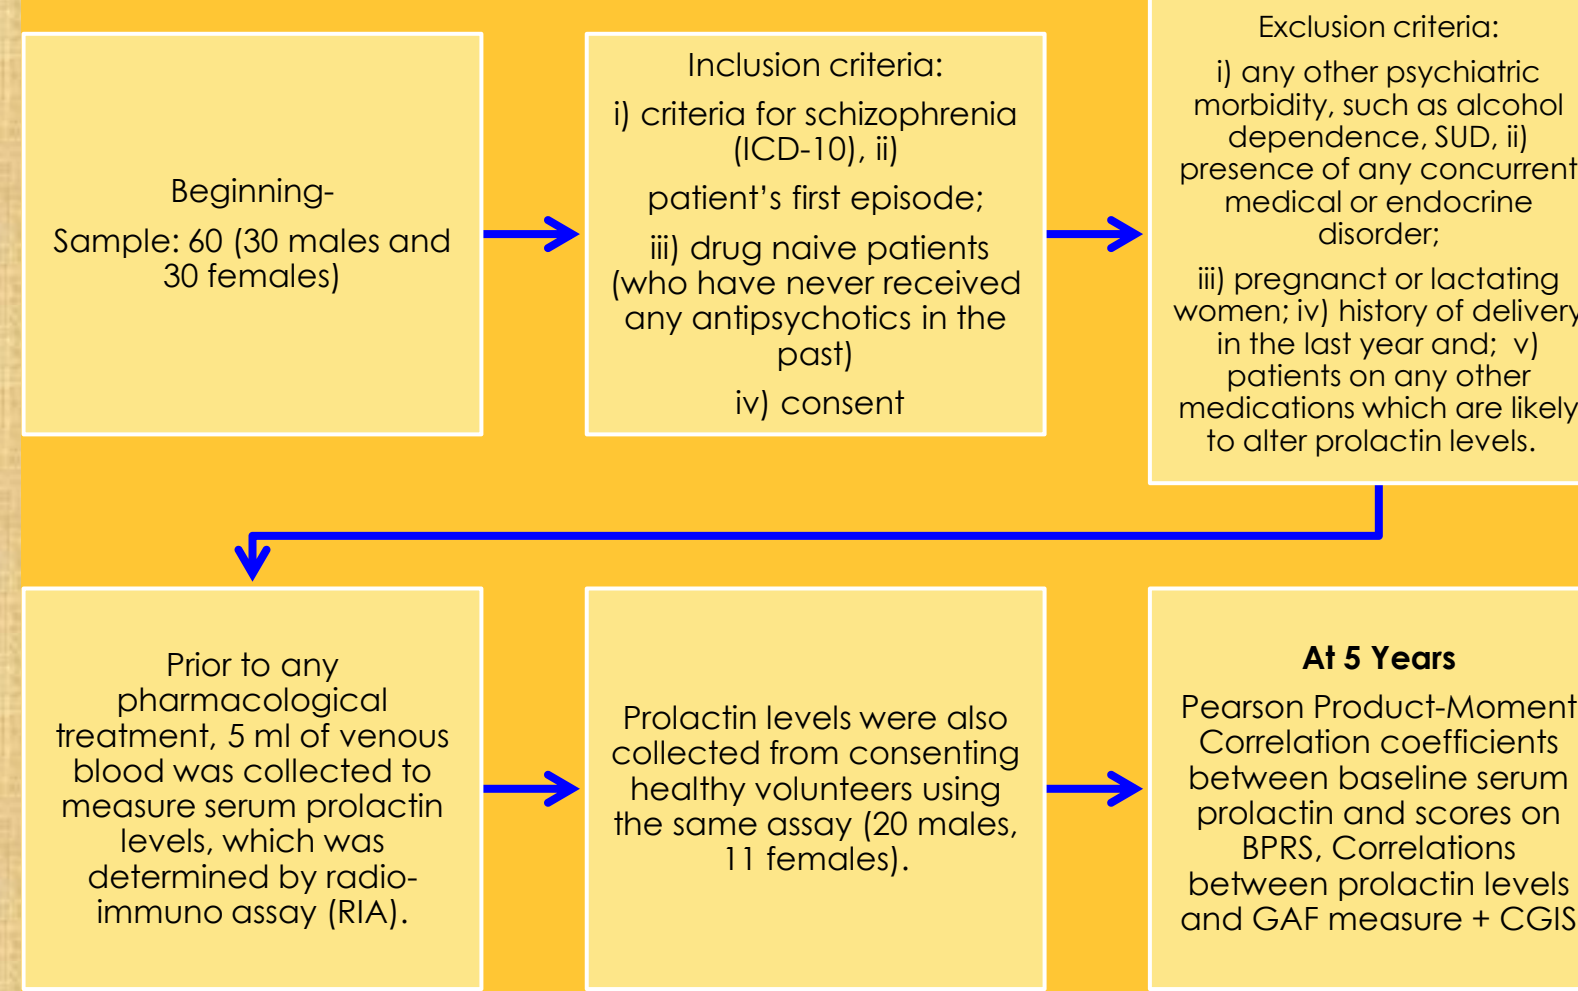 Beginning-
Sample: 60 (30 males and
30 females)
Inclusion criteria:
i) criteria for schizophrenia
(ICD-10), ii)
patient’s first episode;
iii) drug naive patients
(who have never received
any antipsychotics in the
past)
iv) consent
Exclusion criteria:
i) any other psychiatric
morbidity, such as alcohol
dependence, SUD, ii)
presence of any concurrent
medical or endocrine
disorder;
iii) pregnanct or lactating
women; iv) history of delivery
in the last year and; v)
patients on any other
medications which are likely
to alter prolactin levels.
Prior to any
pharmacological
treatment, 5 ml of venous
blood was collected to
measure serum prolactin
levels, which was
determined by radio-
immuno assay (RIA).
Prolactin levels were also
collected from consenting
healthy volunteers using
the same assay (20 males,
11 females).
At 5 Years
Pearson Product-Moment
Correlation coefficients
between baseline serum
prolactin and scores on
BPRS, Correlations
between prolactin levels
and GAF measure + CGIS